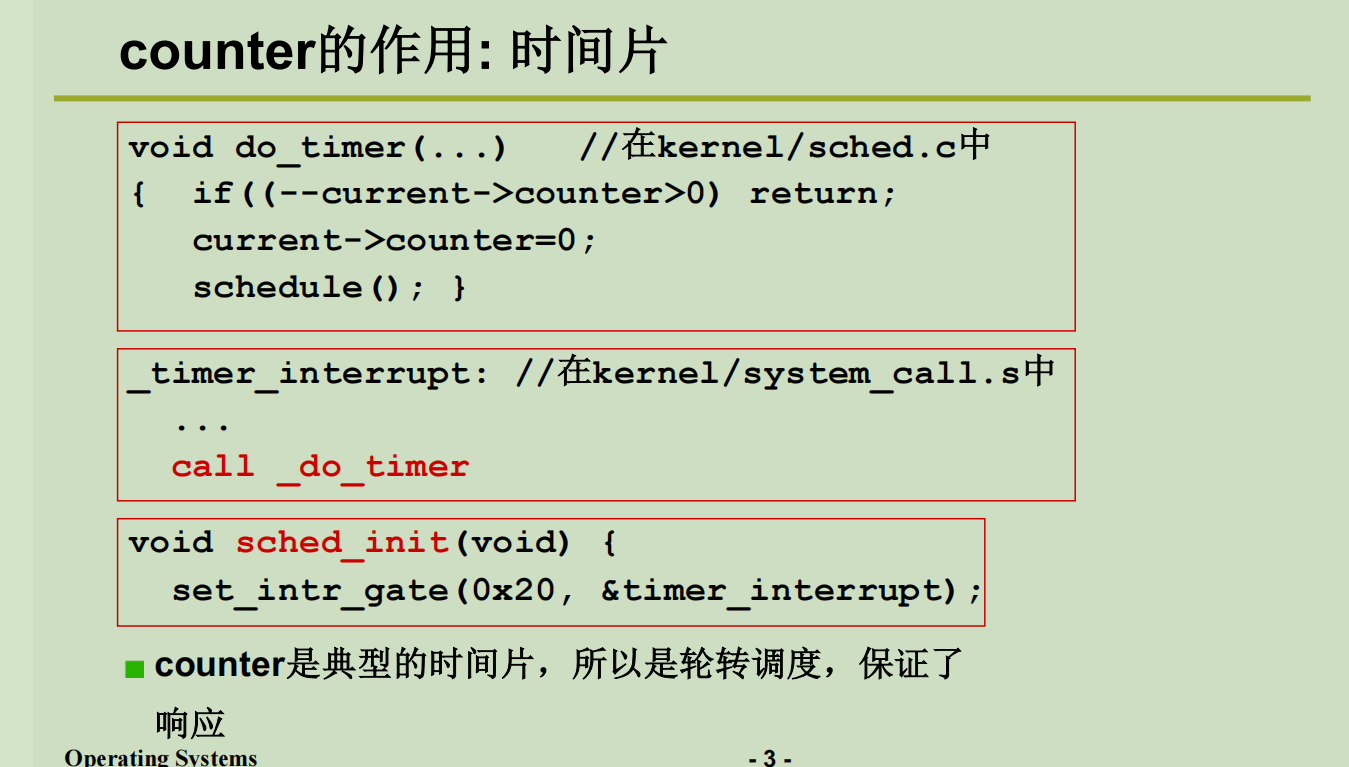 counter的作用: 时间片
void do_timer(...) //在kernel/sched.c中
{ if((--current->counter>0) return;
current->counter=0;
schedule(); }
_timer_interrupt: //在kernel/system_call.s中
...
call _do_timer
void sched_init(void) {
set_intr_gate(0x20, &timer_interrupt);
counter是典型的时间片，所以是轮转调度，保证了
响应
Operating Systems - 3 -